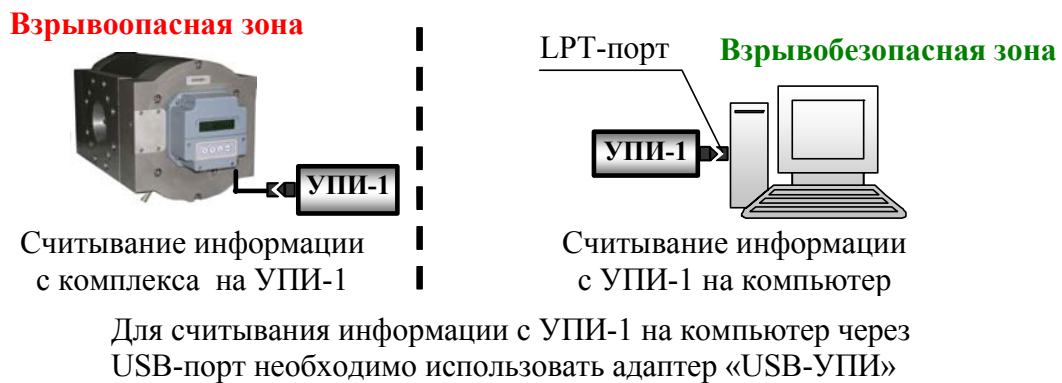 Взрывоопасная зона
LPT-порт
Взрывобезопасная зона
УПИ-1
УПИ-1
Считывание информации
с комплекса на УПИ-1
Считывание информации
с УПИ-1 на компьютер
Для считывания информации с УПИ-1 на компьютер через
USB-порт необходимо использовать адаптер «USB-УПИ»